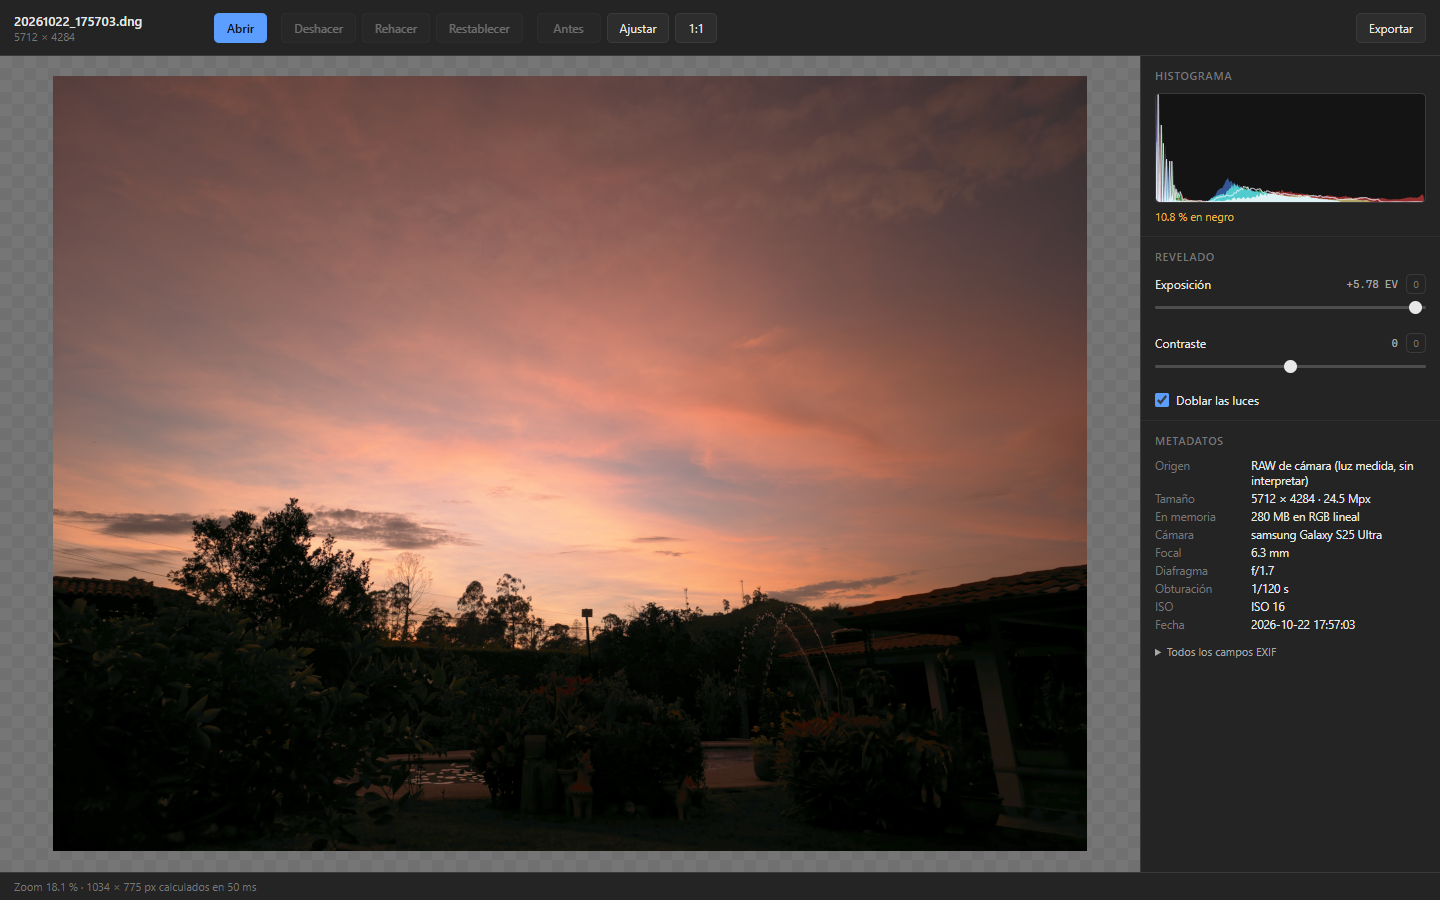 20261022_175703.dng
5712 × 4284
Abrir
Deshacer
Rehacer
Restablecer
Antes
Ajustar
1:1
Exportar
HISTOGRAMA
10.8 % en negro
REVELADO
Exposición +5.78 EV 0
Contraste 0 0
Doblar las luces
METADATOS
Origen RAW de cámara (luz medida, sin
interpretar)
Tamaño 5712 × 4284 · 24.5 Mpx
En memoria 280 MB en RGB lineal
Cámara samsung Galaxy S25 Ultra
Focal 6.3 mm
Diafragma f/1.7
Obturación 1/120 s
ISO ISO 16
Fecha 2026-10-22 17:57:03
Todos los campos EXIF
Zoom 18.1 % · 1034 × 775 px calculados en 50 ms